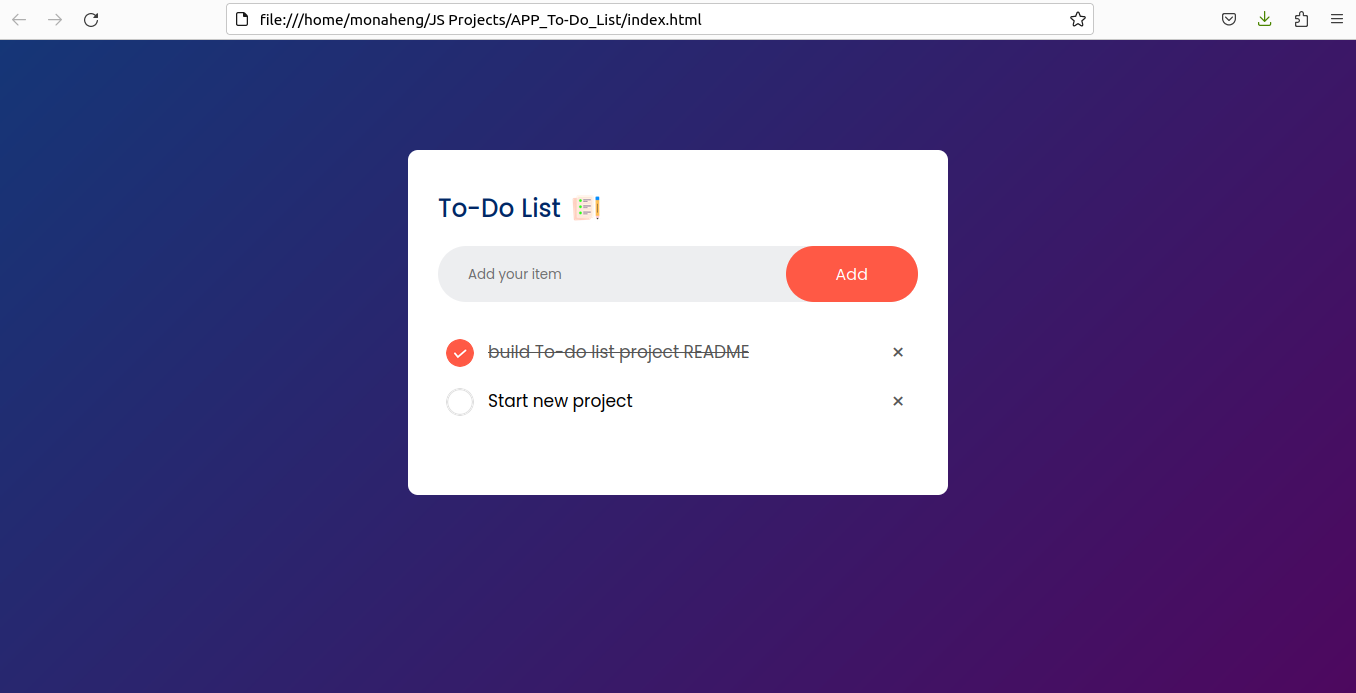 file:///home/monaheng/JS Projects/APP_To-Do_List/index.html
To-Do List
Add your item
Add
build To-do list project README
Start new project